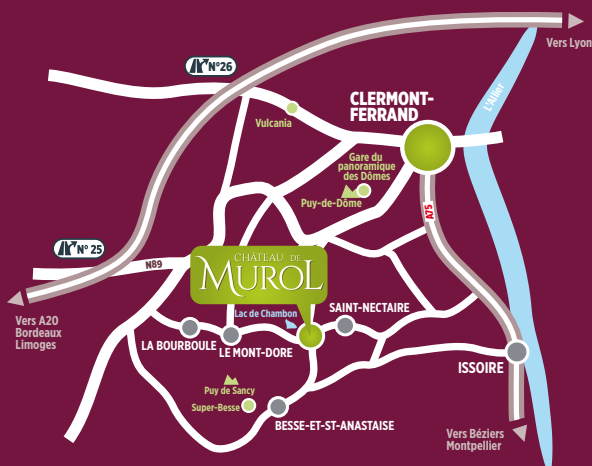 Vers Lyon
N°26
L'Allier
CLERMONT-
FERRAND
Vulcania
Gare du
panoramique
des Dômes
Puy-de-Dôme
A75
N° 25
N89
CHÂTEAU DE
MUROL
Vers A20
Bordeaux
Limoges
Lac de Chambon
SAINT-NECTAIRE
LA BOURBOULE
LE MONT-DORE
ISSOIRE
Puy de Sancy
Super-Besse
BESSE-ET-ST-ANASTAISE
Vers Béziers
Montpellier